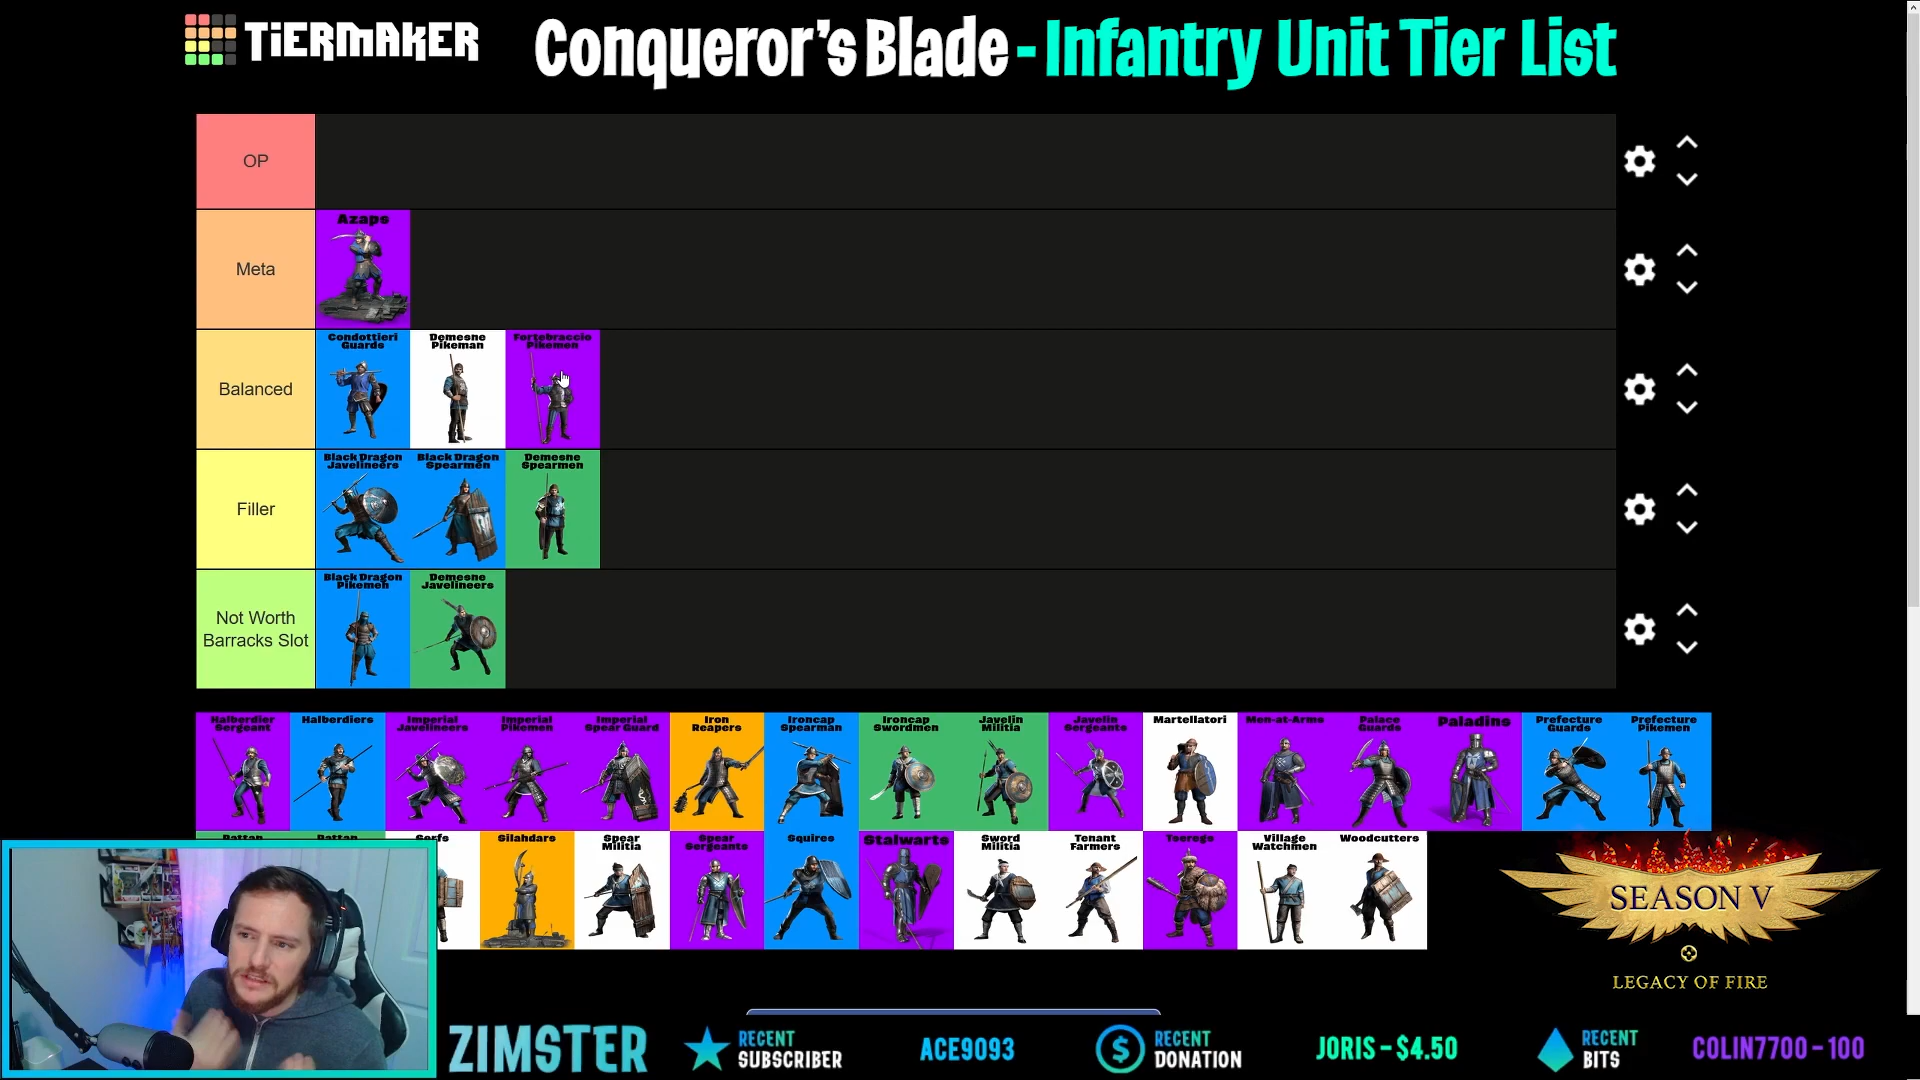 TiERMAKER
Conqueror's Blade - Infantry Unit Tier List
OP
Meta
Azaps
Balanced
Condottieri Guards
Demesne Pikeman
Fortebraccio Pikemen
Filler
Black Dragon Javelineers
Black Dragon Spearmen
Demesne Spearmen
Not Worth
Barracks Slot
Black Dragon Pikemen
Demesne Javelineers
Halberdier Sergeant
Halberdiers
Imperial Javelineers
Imperial Pikemen
Imperial Spear Guard
Iron Reapers
Ironcap Spearman
Ironcap Swordmen
Javelin Militia
Javelin Sergeants
Martellatori
Men-at-Arms
Palace Guards
Paladins
Prefecture Guards
Prefecture Pikemen
Rattan
Rattan
Serfs
Silahdars
Spear Militia
Spear Sergeants
Squires
Stalwarts
Sword Militia
Tenant Farmers
Tseregs
Village Watchmen
Woodcutters
SEASON V
LEGACY OF FIRE
ZIMSTER
RECENT
SUBSCRIBER
ACE9093
RECENT
DONATION
JORIS - $4.50
RECENT
BITS
COLIN7700 - 100